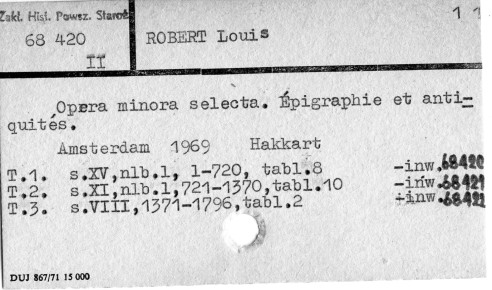 Zakł. Hist. Powsz. Staroż
68 420
II
ROBERT Louis
1 1
Opera minora selecta. Épigraphie et anti-
quités.
Amsterdam 1969 Hakkart
T.1. s.XV,nlb.1, 1-720, tabl.8 -inw.68420
T.2. s.XI,nlb.1,721-1370,tabl.10 -inw.68421
T.3. s.VIII,1371-1796,tabl.2 -inw.
DUJ 867/71 15 000